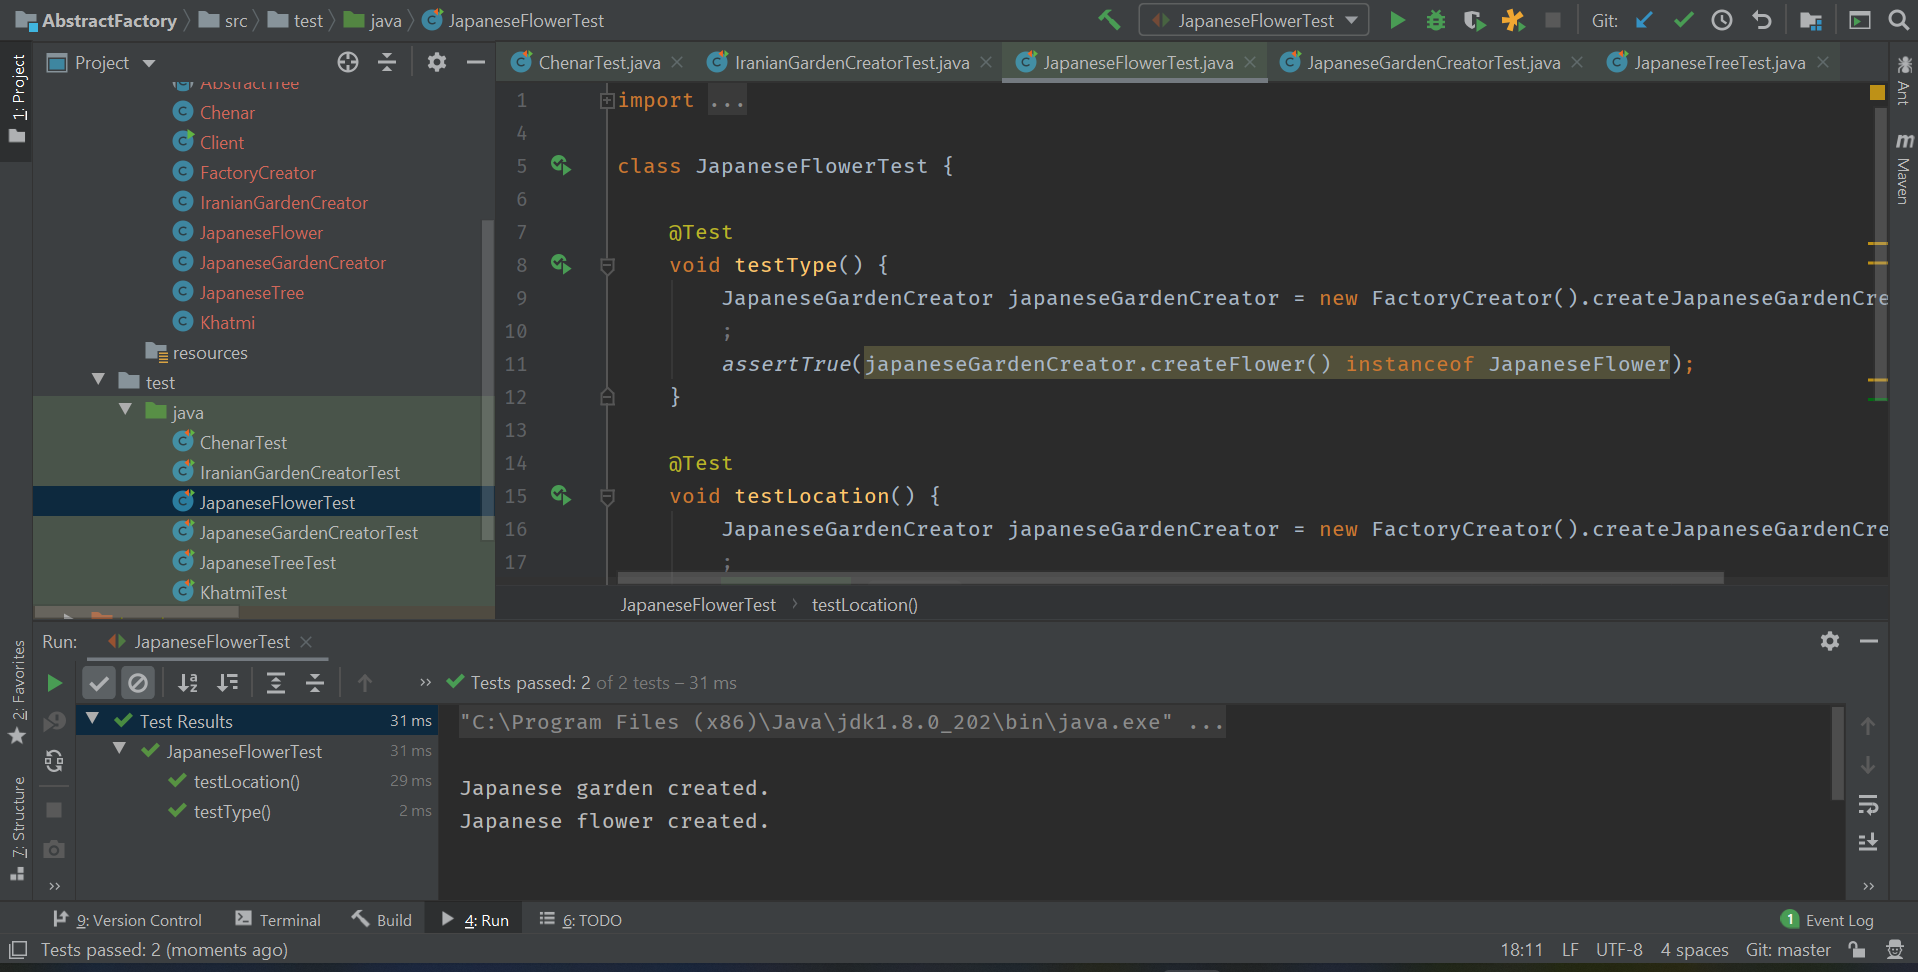 AbstractFactory src test java JapaneseFlowerTest JapaneseFlowerTest Git:
1: Project
Project
ChenarTest.java IranianGardenCreatorTest.java JapaneseFlowerTest.java JapaneseGardenCreatorTest.java JapaneseTreeTest.java
AbstractTree
Chenar
Client
FactoryCreator
IranianGardenCreator
JapaneseFlower
JapaneseGardenCreator
JapaneseTree
Khatmi
resources
test
java
ChenarTest
IranianGardenCreatorTest
JapaneseFlowerTest
JapaneseGardenCreatorTest
JapaneseTreeTest
KhatmiTest
1 import ...
4
5 class JapaneseFlowerTest {
6
7 @Test
8 void testType() {
9 JapaneseGardenCreator japaneseGardenCreator = new FactoryCreator().createJapaneseGardenCre
10 ;
11 assertTrue(japaneseGardenCreator.createFlower() instanceof JapaneseFlower);
12 }
13
14 @Test
15 void testLocation() {
16 JapaneseGardenCreator japaneseGardenCreator = new FactoryCreator().createJapaneseGardenCre
17 ;
JapaneseFlowerTest testLocation()
Ant
m Maven
2: Favorites
7: Structure
Run: JapaneseFlowerTest
Tests passed: 2 of 2 tests – 31 ms
Test Results 31 ms
JapaneseFlowerTest 31 ms
testLocation() 29 ms
testType() 2 ms
"C:\Program Files (x86)\Java\jdk1.8.0_202\bin\java.exe" ...
Japanese garden created.
Japanese flower created.
9: Version Control Terminal Build 4: Run 6: TODO 1 Event Log
Tests passed: 2 (moments ago) 18:11 LF UTF-8 4 spaces Git: master